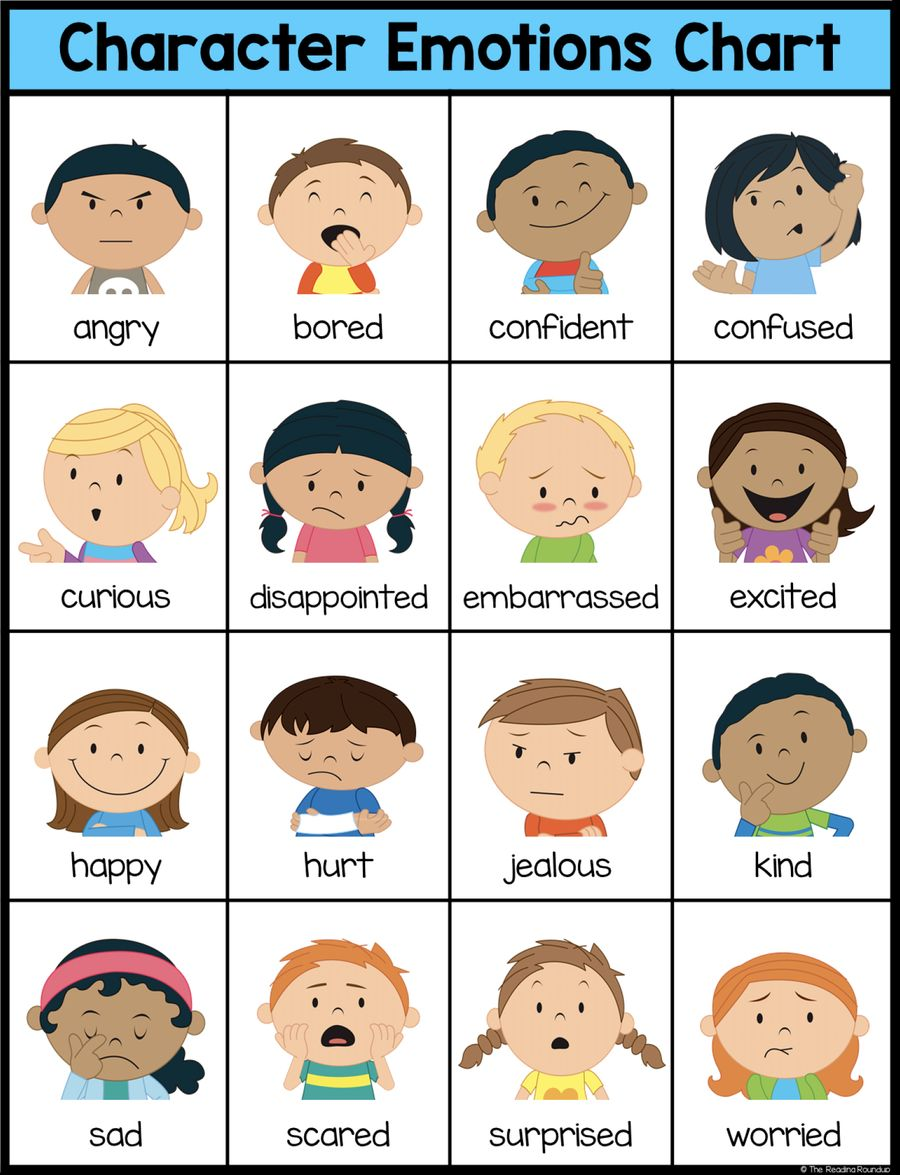 Character Emotions Chart
angry
bored
confident
confused
curious
disappointed
embarrassed
excited
happy
hurt
jealous
kind
sad
scared
surprised
worried
© The Reading Roundup